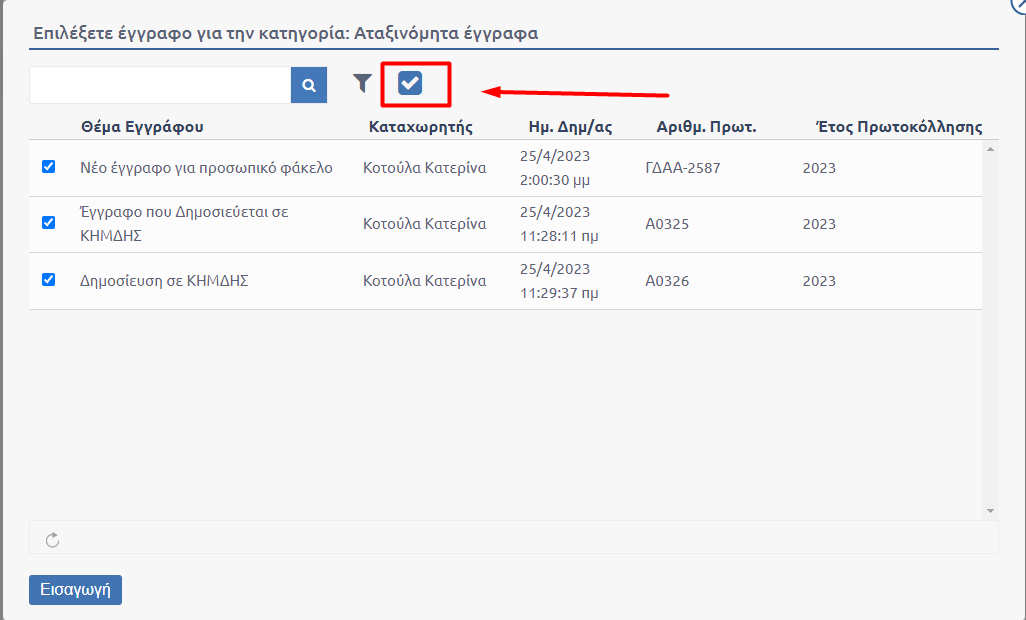 Επιλέξετε έγγραφο για την κατηγορία: Αταξινόμητα έγγραφα
Θέμα Εγγράφου Καταχωρητής Ημ. Δημ/ας Αριθμ. Πρωτ. Έτος Πρωτοκόλλησης
Νέο έγγραφο για προσωπικό φάκελο Κοτούλα Κατερίνα 25/4/2023 2:00:30 μμ ΓΔΑΑ-2587 2023
Έγγραφο που Δημοσιεύεται σε ΚΗΜΔΗΣ Κοτούλα Κατερίνα 25/4/2023 11:28:11 πμ Α0325 2023
Δημοσίευση σε ΚΗΜΔΗΣ Κοτούλα Κατερίνα 25/4/2023 11:29:37 πμ Α0326 2023
Εισαγωγή